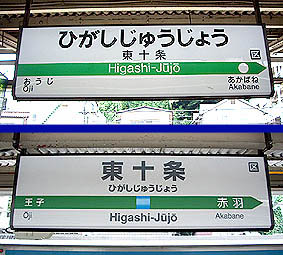 ひがしじゅうじょう
区
東十条
Higashi-Jūjō
おうじ
Ōji
あかばね
Akabane
東十条
区
ひがしじゅうじょう
王子
赤羽
Ōji
Higashi-Jūjō
Akabane